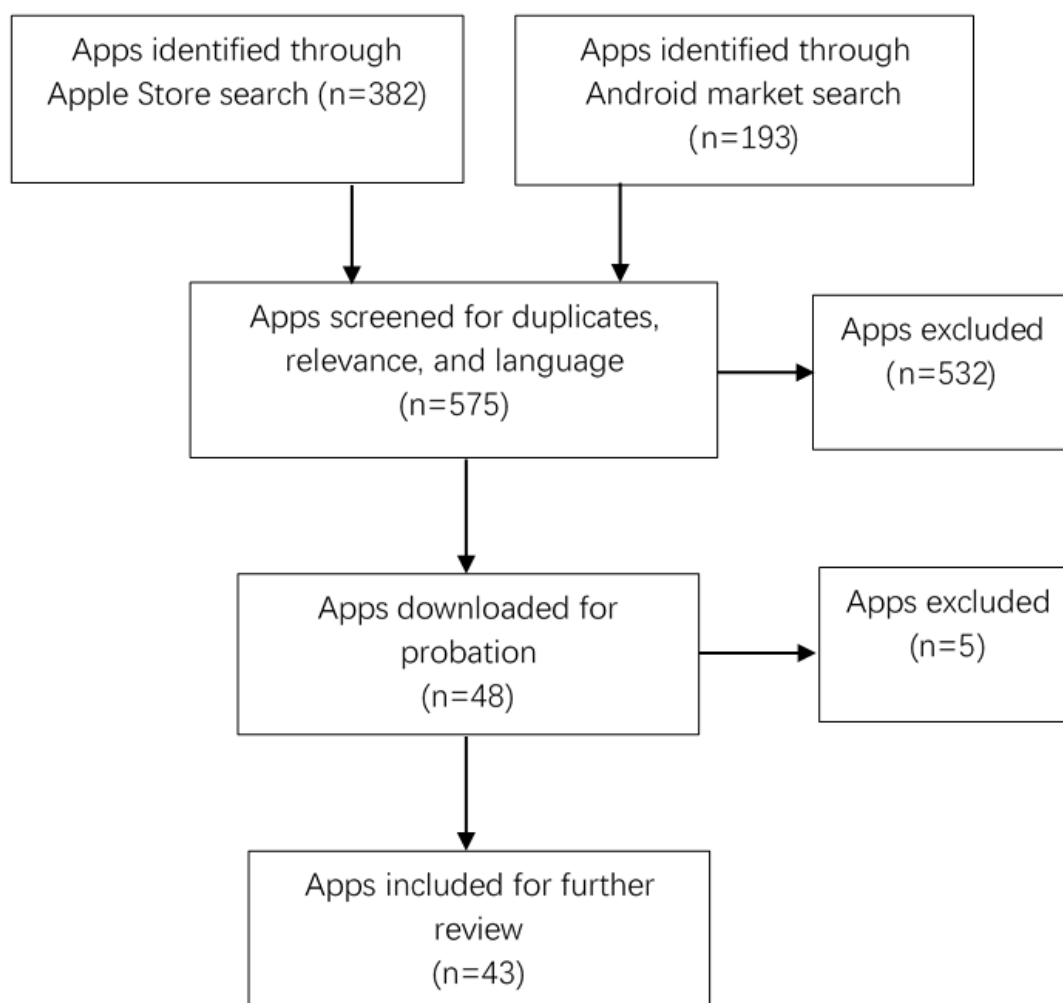 Apps identified through
Apple Store search (n=382)
Apps identified through
Android market search
(n=193)
Apps screened for duplicates,
relevance, and language
(n=575)
Apps excluded
(n=532)
Apps downloaded for
probation
(n=48)
Apps excluded
(n=5)
Apps included for further
review
(n=43)